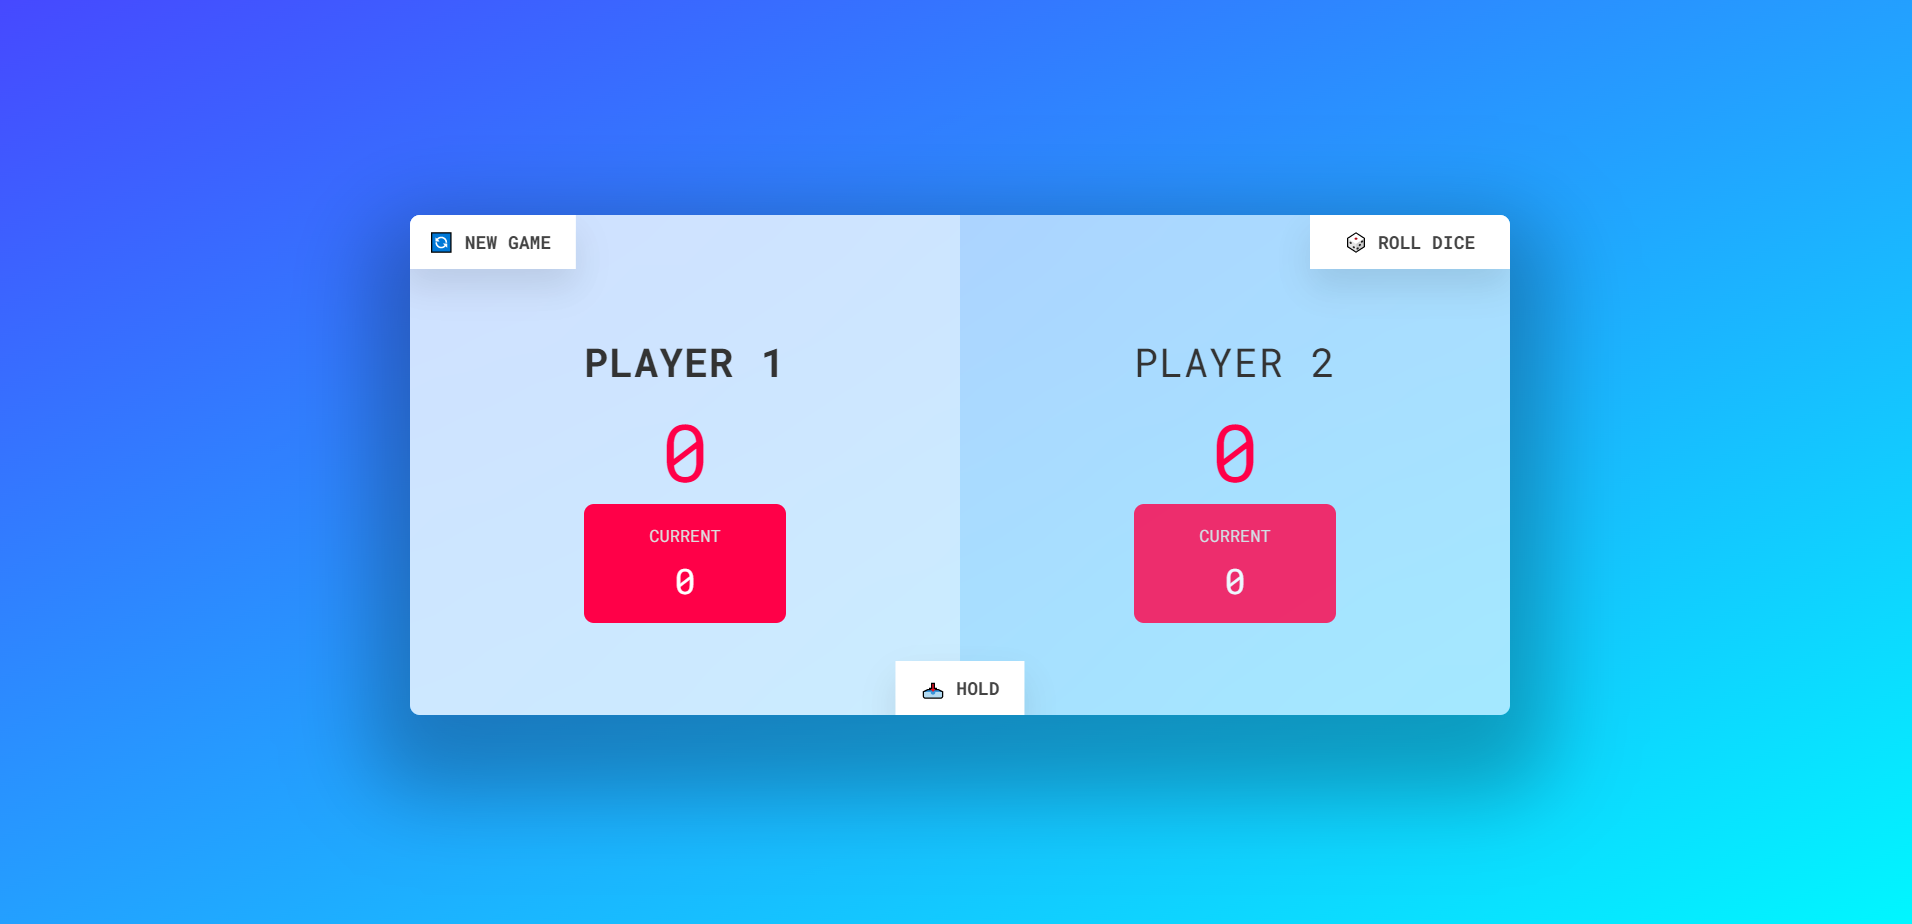 NEW GAME
ROLL DICE
PLAYER 1
0
CURRENT
0
PLAYER 2
0
CURRENT
0
HOLD